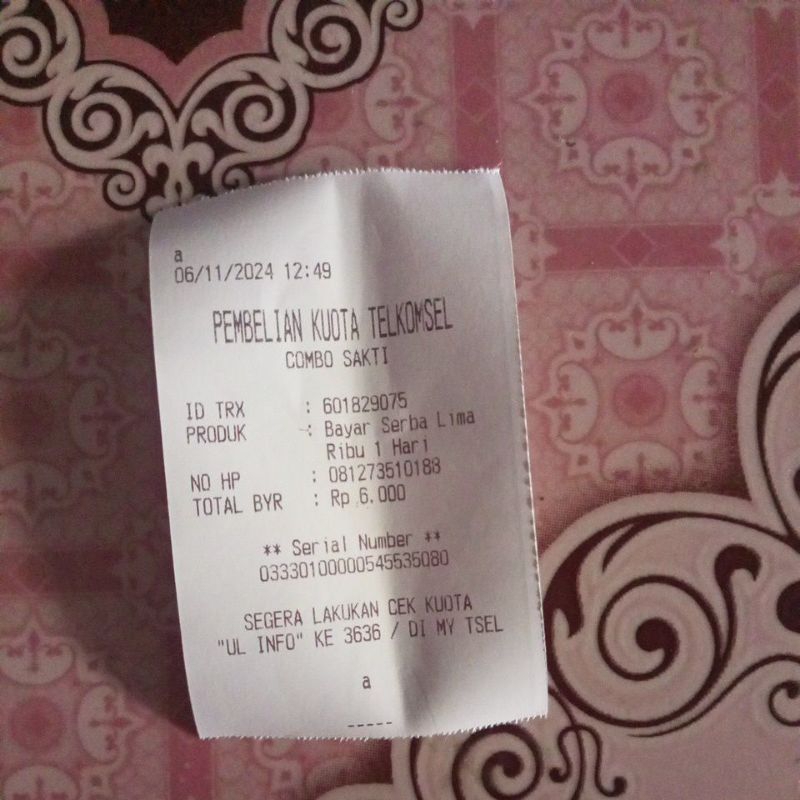 a
06/11/2024 12:49
PEMBELIAN KUOTA TELKOMSEL
COMBO SAKTI
ID TRX : 601829075
PRODUK : Bayar Serba Lima
Ribu 1 Hari
NO HP : 081273510188
TOTAL BYR : Rp 6.000
** Serial Number **
03330100000545535080
SEGERA LAKUKAN CEK KUOTA
"UL INFO" KE 3636 / DI MY TSEL
a
-----